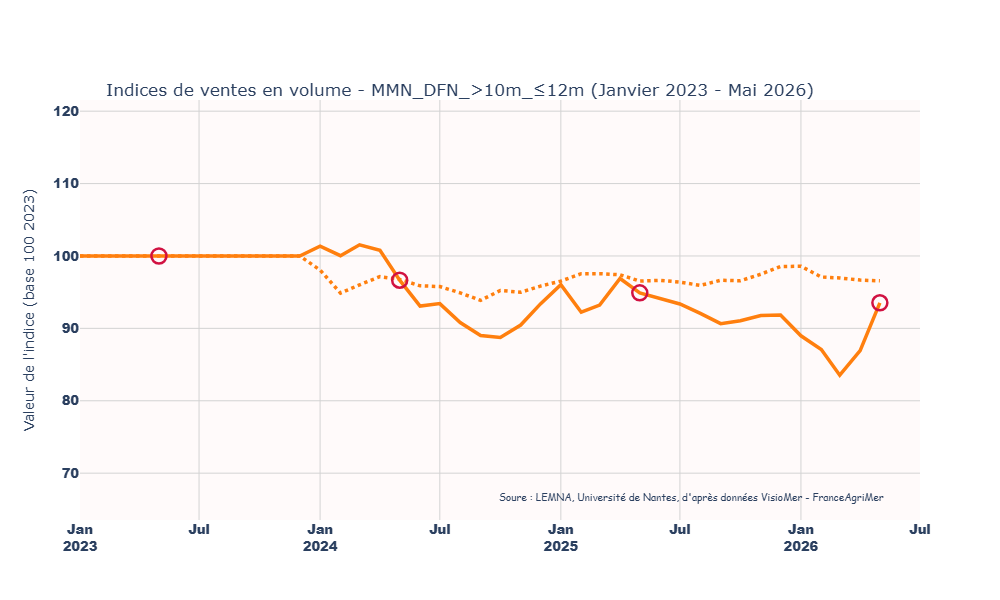 Indices de ventes en volume - MMN_DFN_>10m_≤12m (Janvier 2023 - Mai 2026)
Valeur de l'indice (base 100 2023)
120
110
100
90
80
70
Soure : LEMNA, Université de Nantes, d'après données VisioMer - FranceAgriMer
Jan Jul Jan Jul Jan Jul Jan Jul
2023 2024 2025 2026